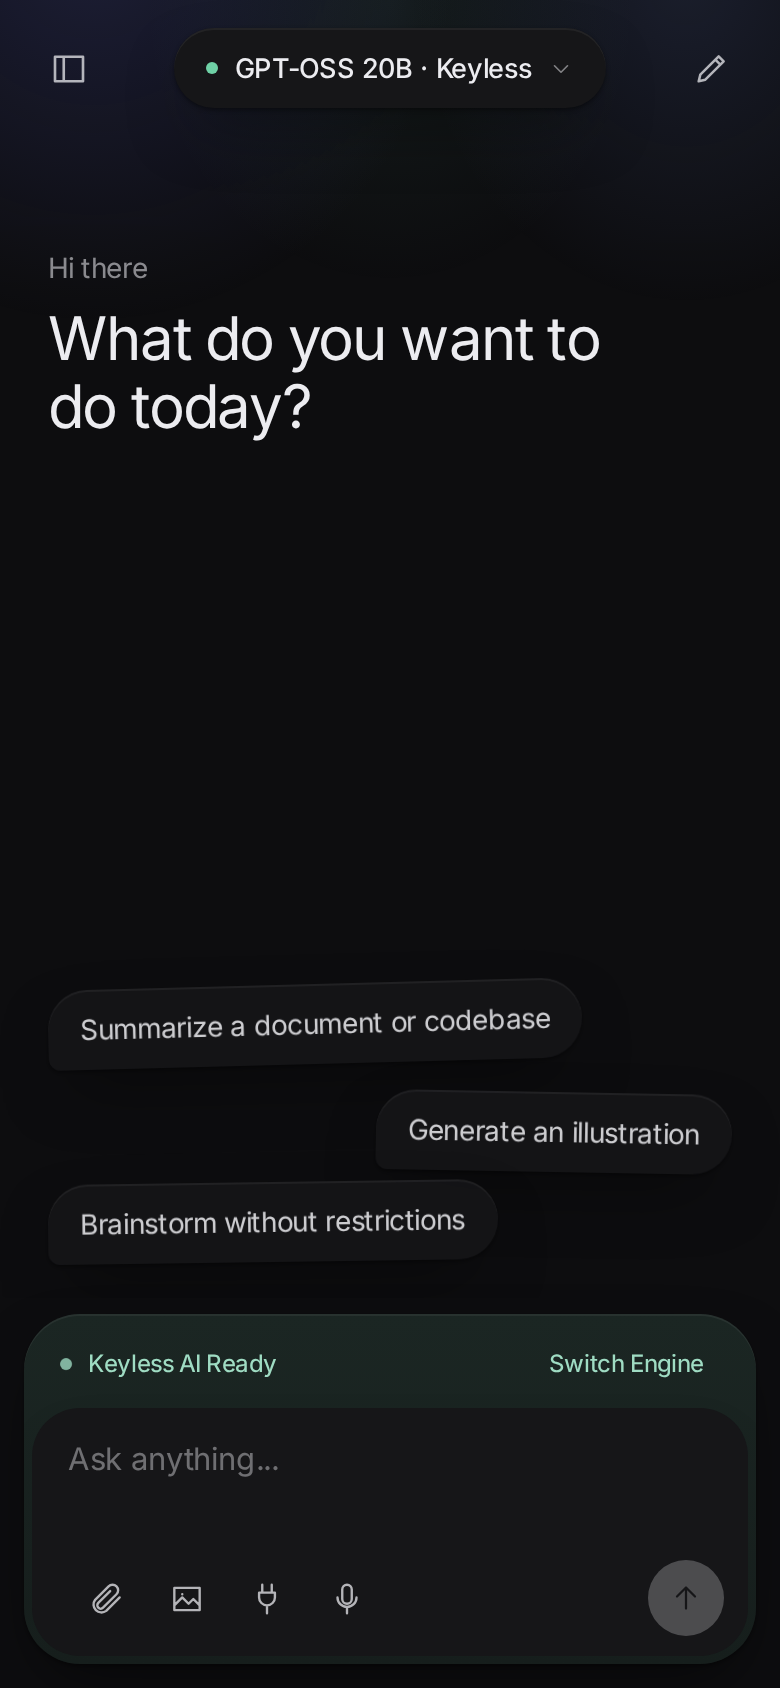 GPT-OSS 20B · Keyless
Hi there
What do you want to
do today?
Summarize a document or codebase
Generate an illustration
Brainstorm without restrictions
Keyless AI Ready
Switch Engine
Ask anything...